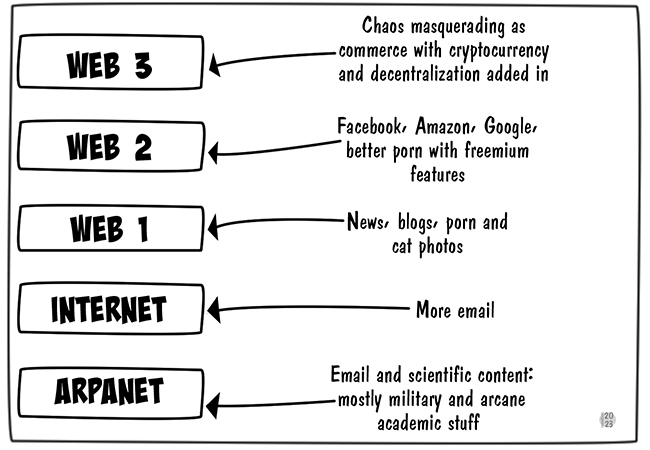 WEB 3
Chaos masquerading as
commerce with cryptocurrency
and decentralization added in
WEB 2
Facebook, Amazon, Google,
better porn with freemium
features
WEB 1
News, blogs, porn and
cat photos
INTERNET
More email
ARPANET
Email and scientific content:
mostly military and arcane
academic stuff
20
23